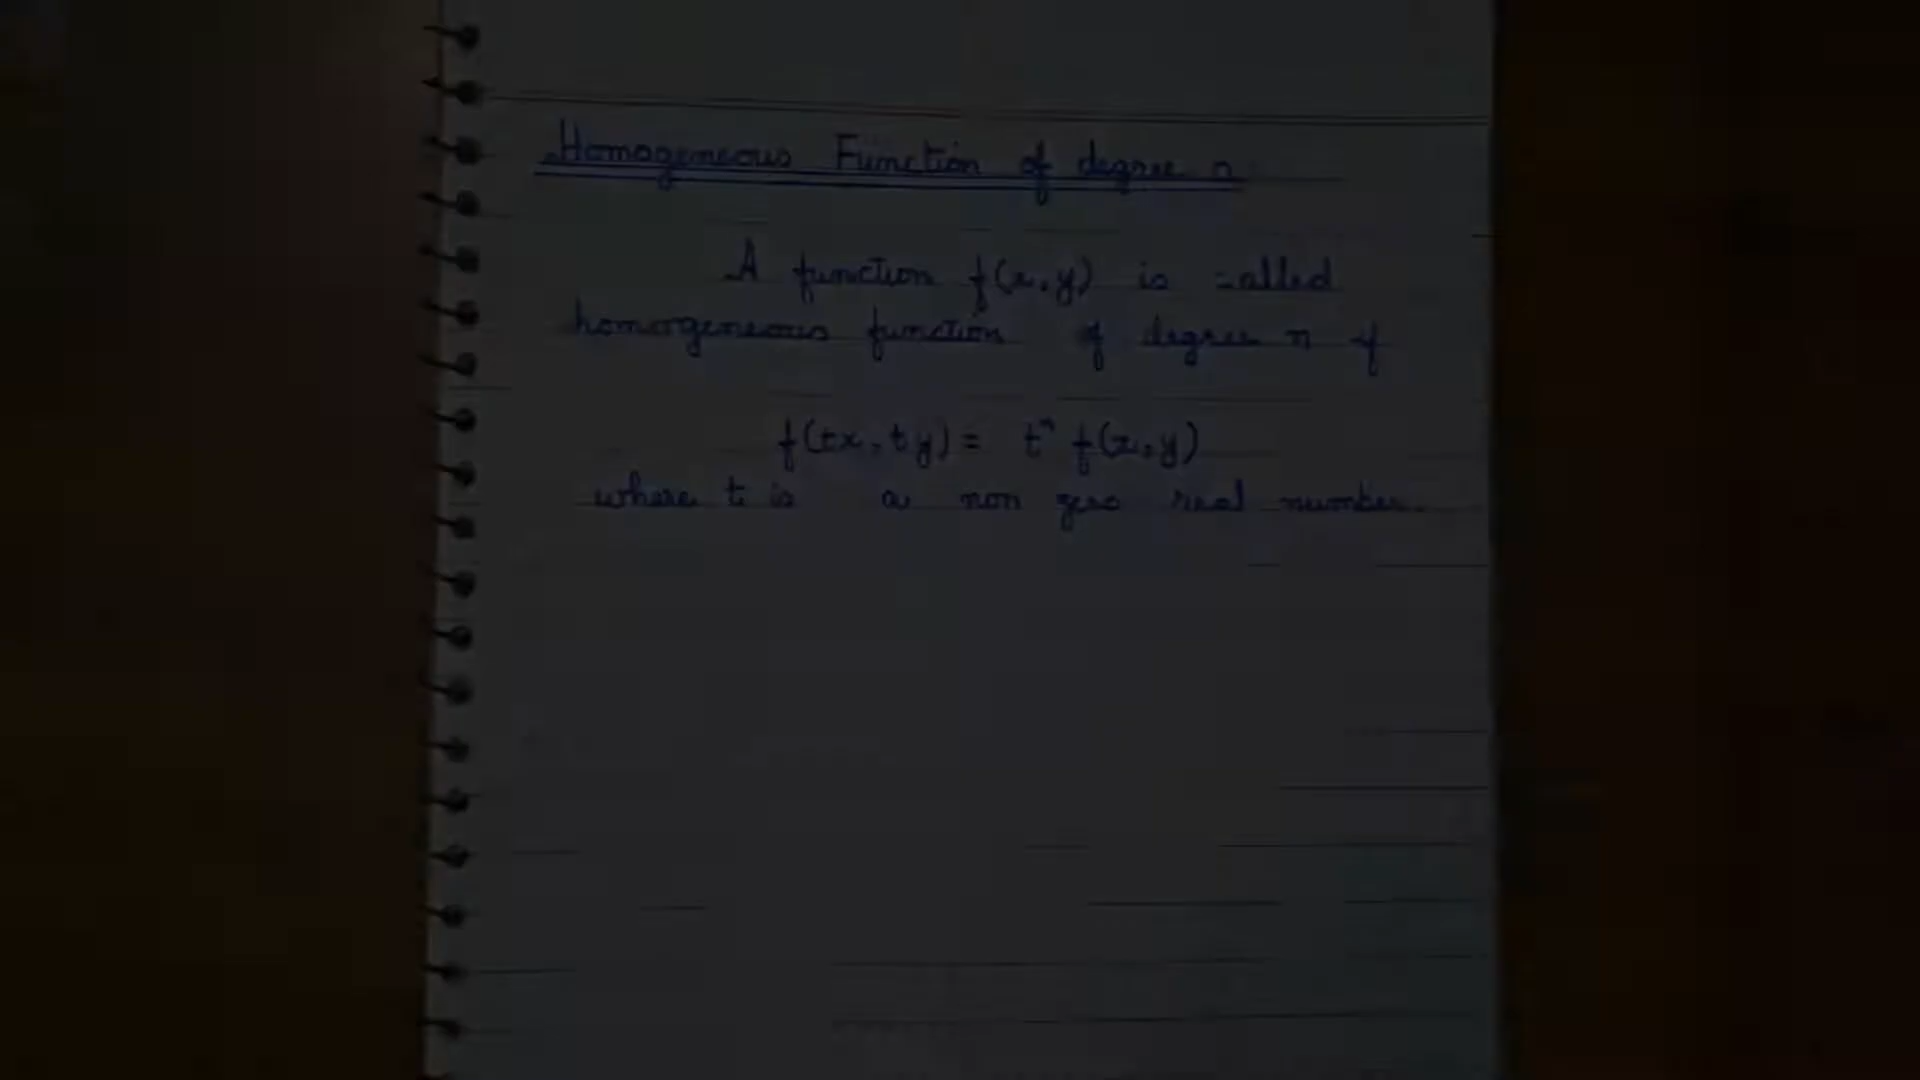 Homogeneous Function of degree n
A function f(x,y) is called
homogeneous function of degree n if
f(tx,ty) = tⁿ f(x,y)
where t is a non zero real number.